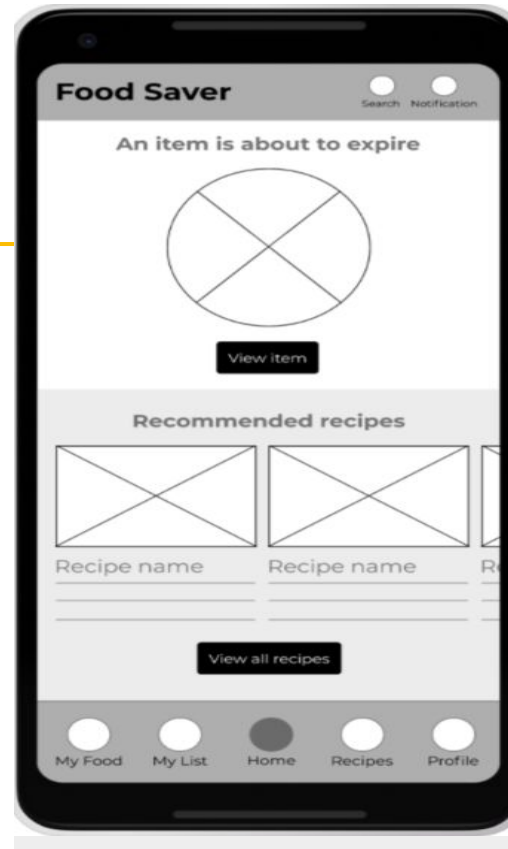 Food Saver
Search Notification
An item is about to expire
View item
Recommended recipes
Recipe name Recipe name R
View all recipes
My Food My List Home Recipes Profile